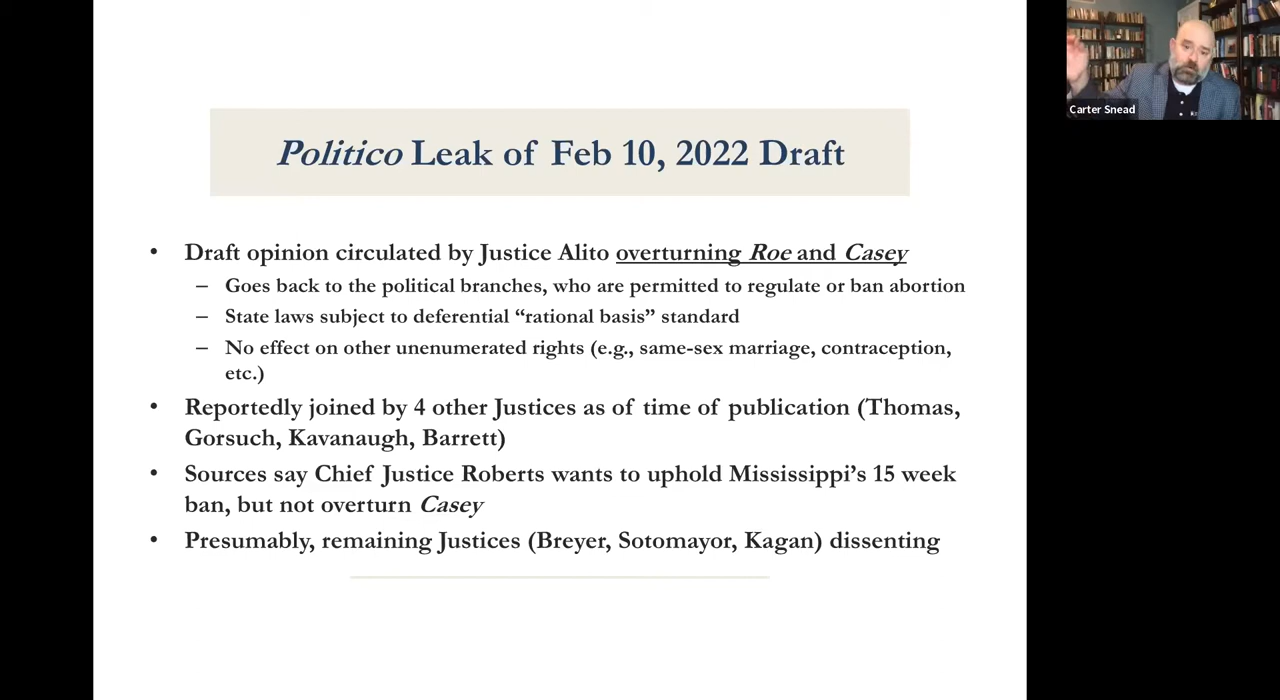 Politico Leak of Feb 10, 2022 Draft
• Draft opinion circulated by Justice Alito overturning Roe and Casey
– Goes back to the political branches, who are permitted to regulate or ban abortion
– State laws subject to deferential “rational basis” standard
– No effect on other unenumerated rights (e.g., same-sex marriage, contraception,
etc.)
• Reportedly joined by 4 other Justices as of time of publication (Thomas,
Gorsuch, Kavanaugh, Barrett)
• Sources say Chief Justice Roberts wants to uphold Mississippi’s 15 week
ban, but not overturn Casey
• Presumably, remaining Justices (Breyer, Sotomayor, Kagan) dissenting
Carter Snead